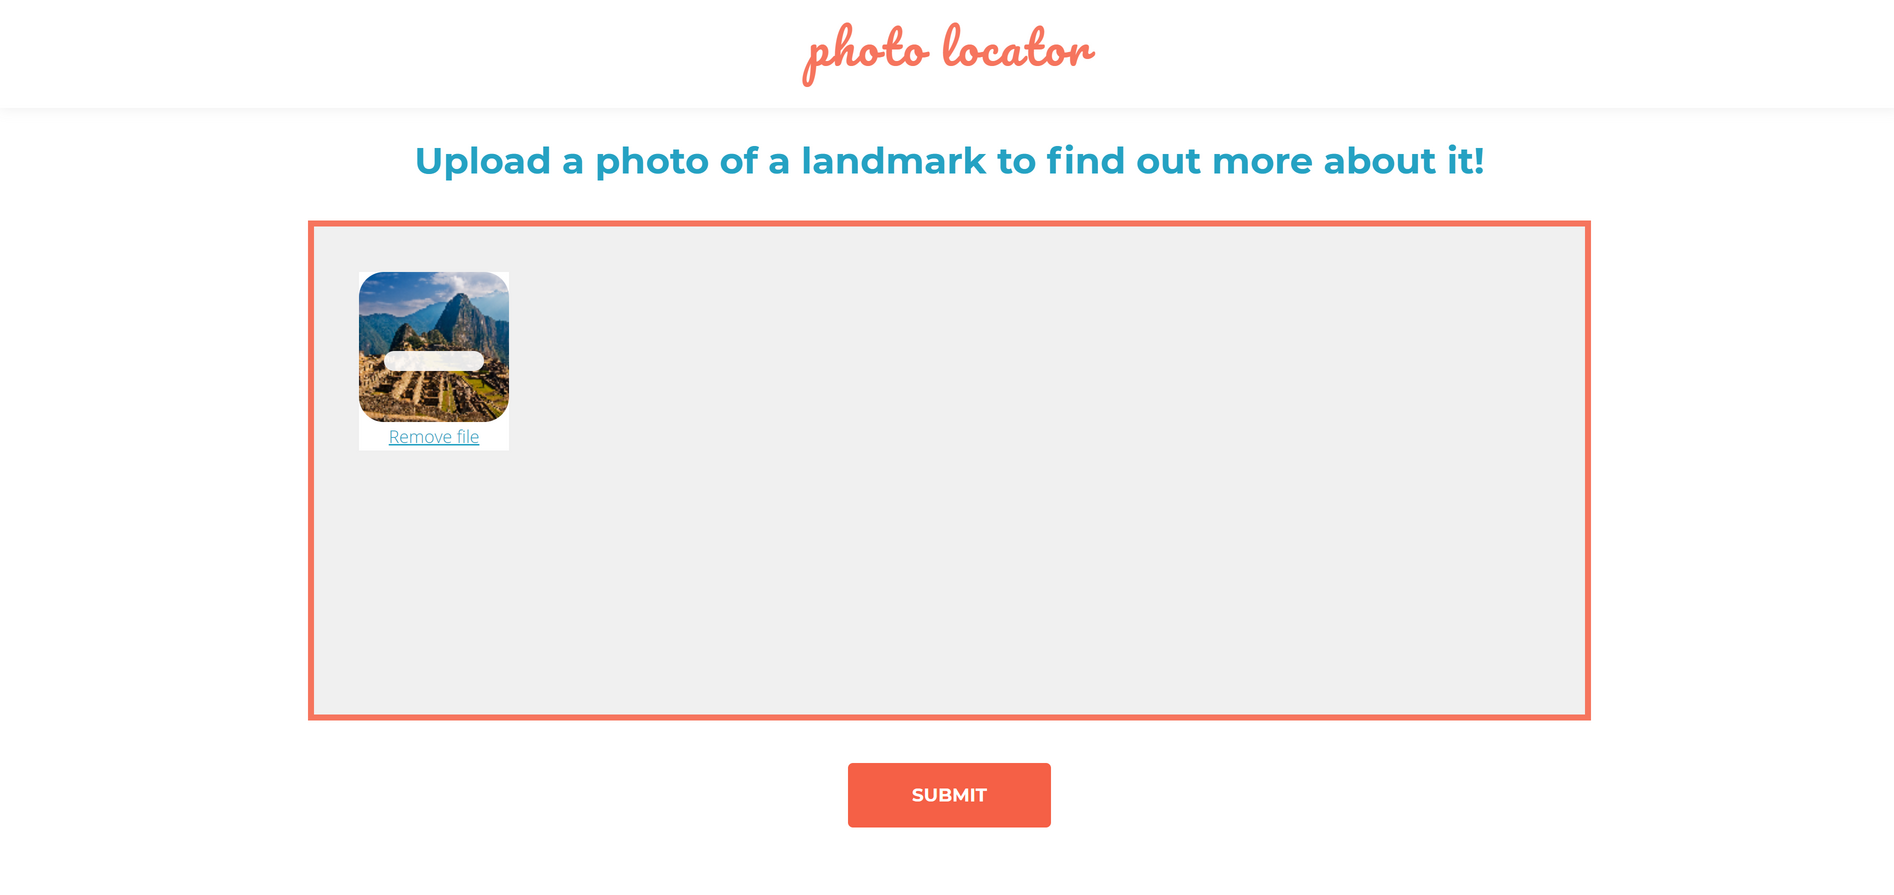 photo locator
Upload a photo of a landmark to find out more about it!
Remove file
SUBMIT